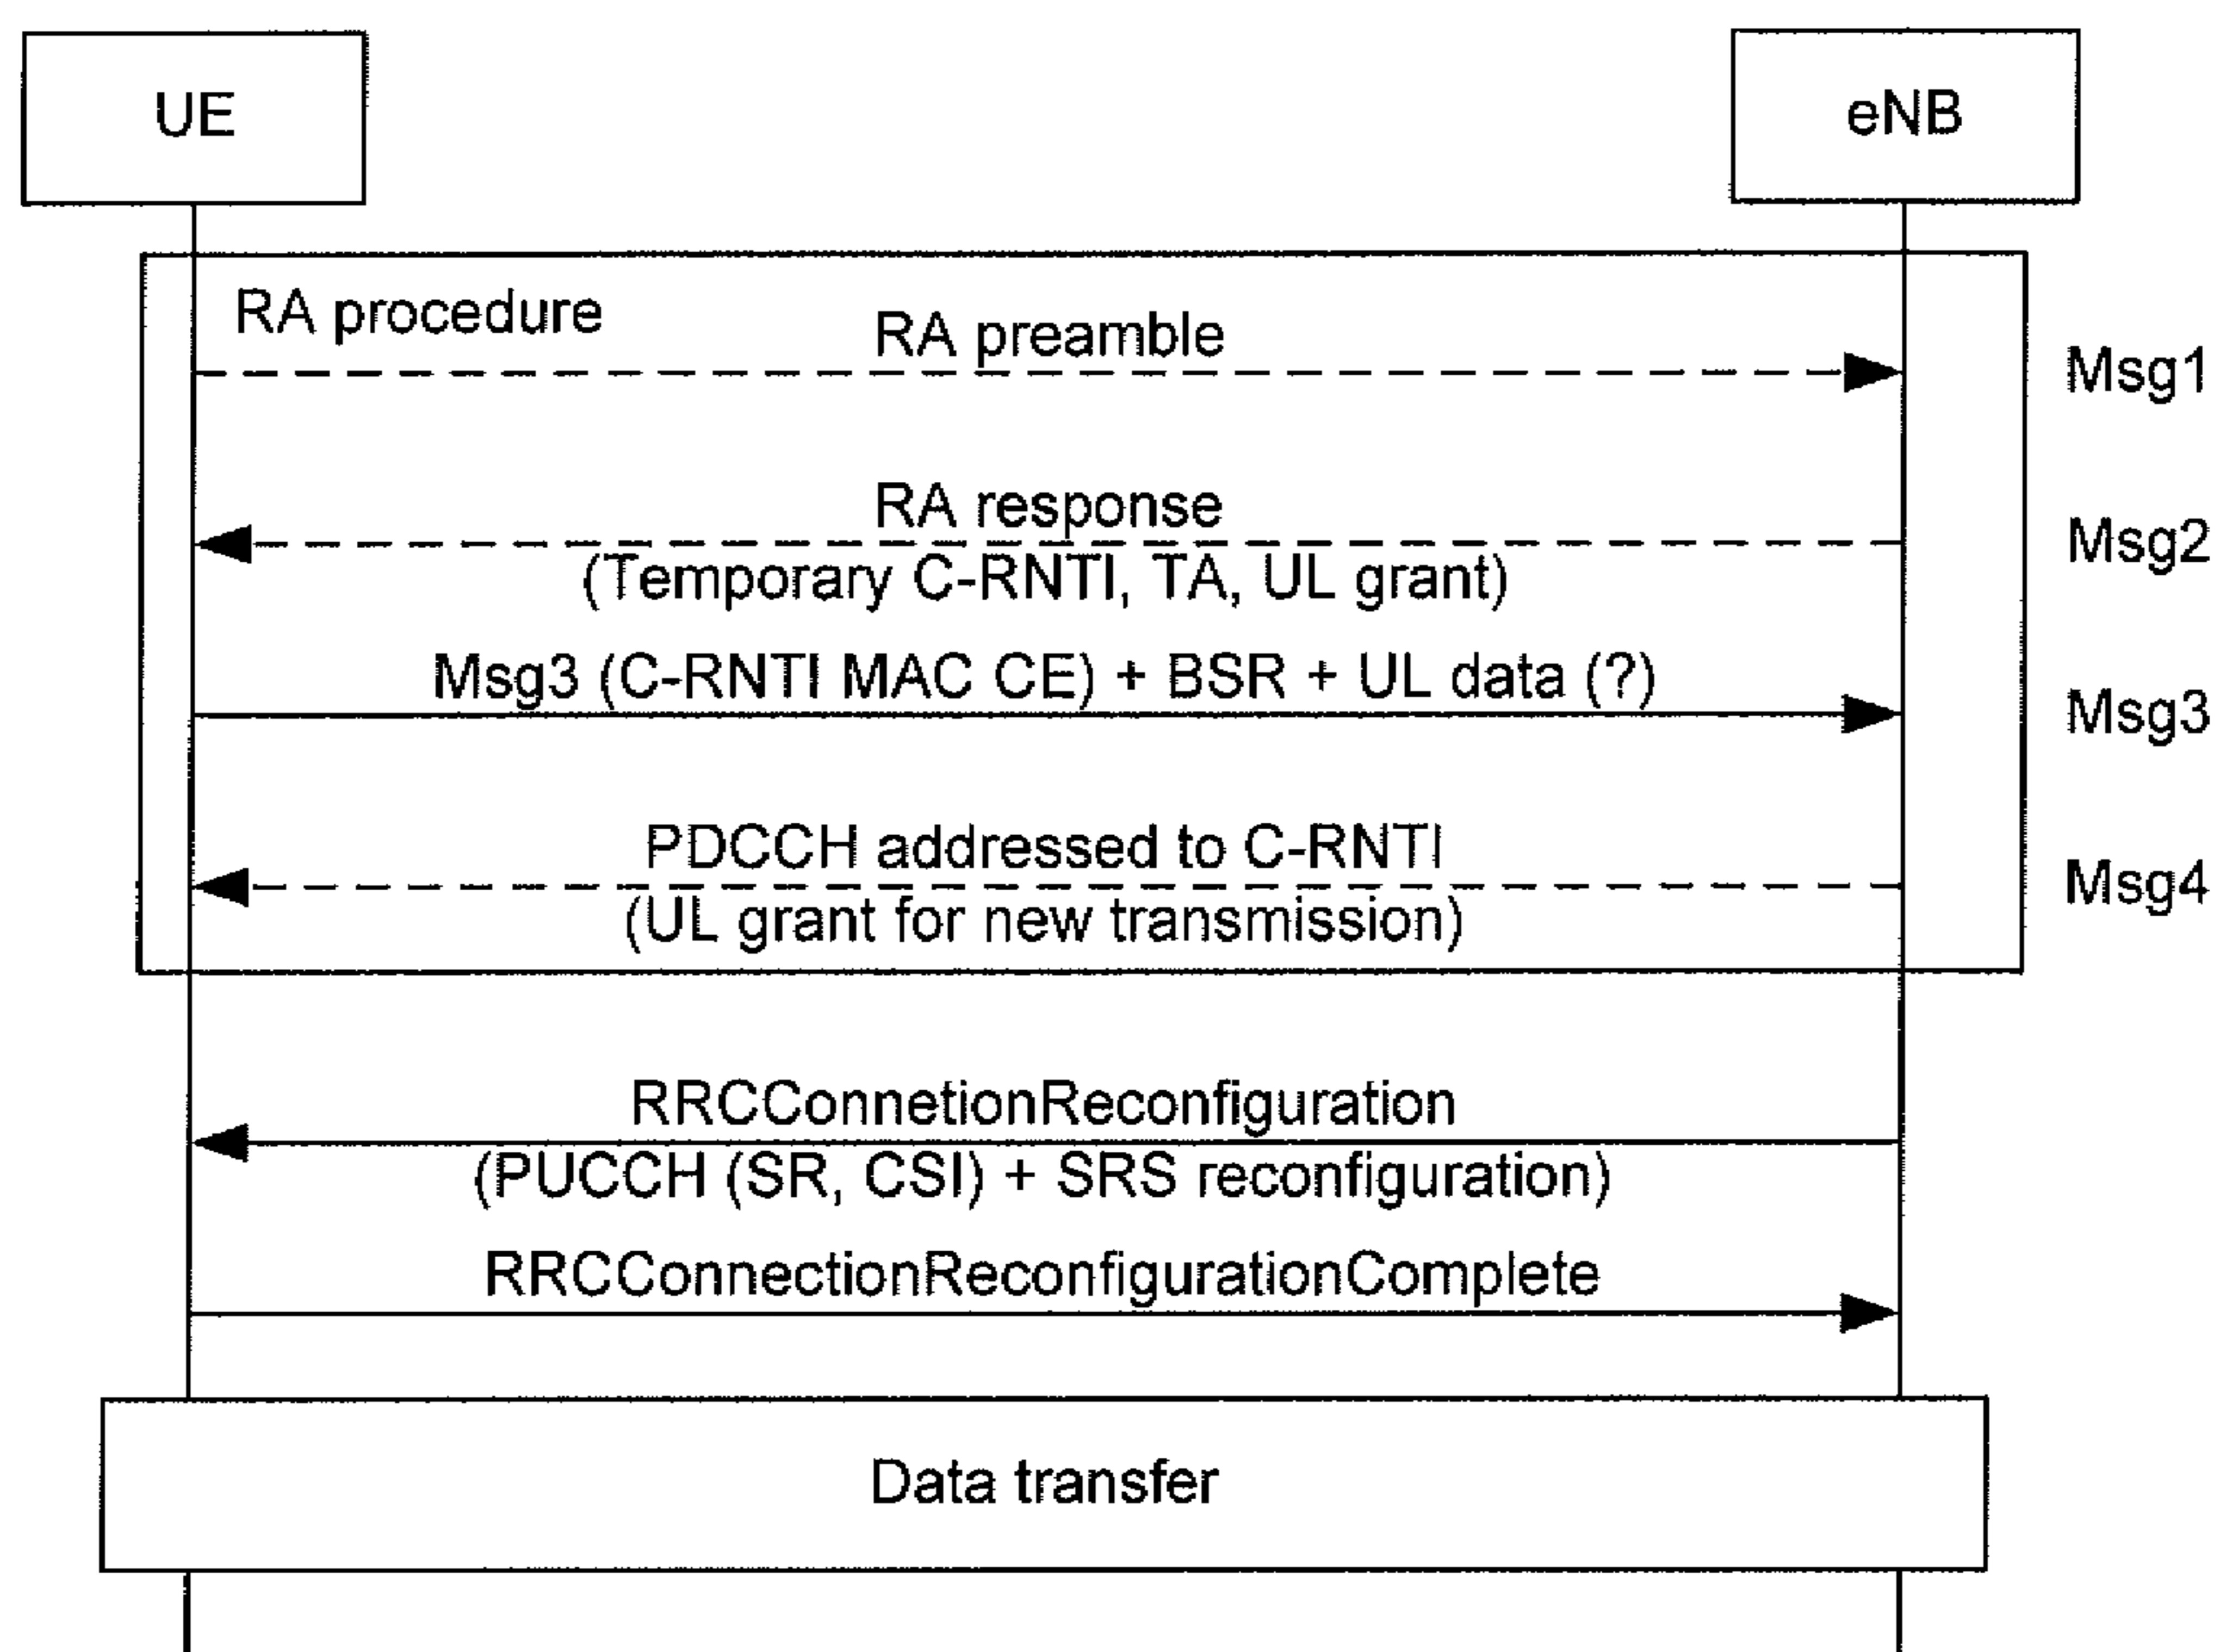 UE
eNB
RA procedure
RA preamble
Msg1
RA response
Msg2
(Temporary C-RNTI, TA, UL grant)
Msg3 (C-RNTI MAC CE) + BSR + UL data (?)
Msg3
PDCCH addressed to C-RNTI
Msg4
(UL grant for new transmission)
RRCConnetionReconfiguration
(PUCCH (SR, CSI) + SRS reconfiguration)
RRCConnectionReconfigurationComplete
Data transfer